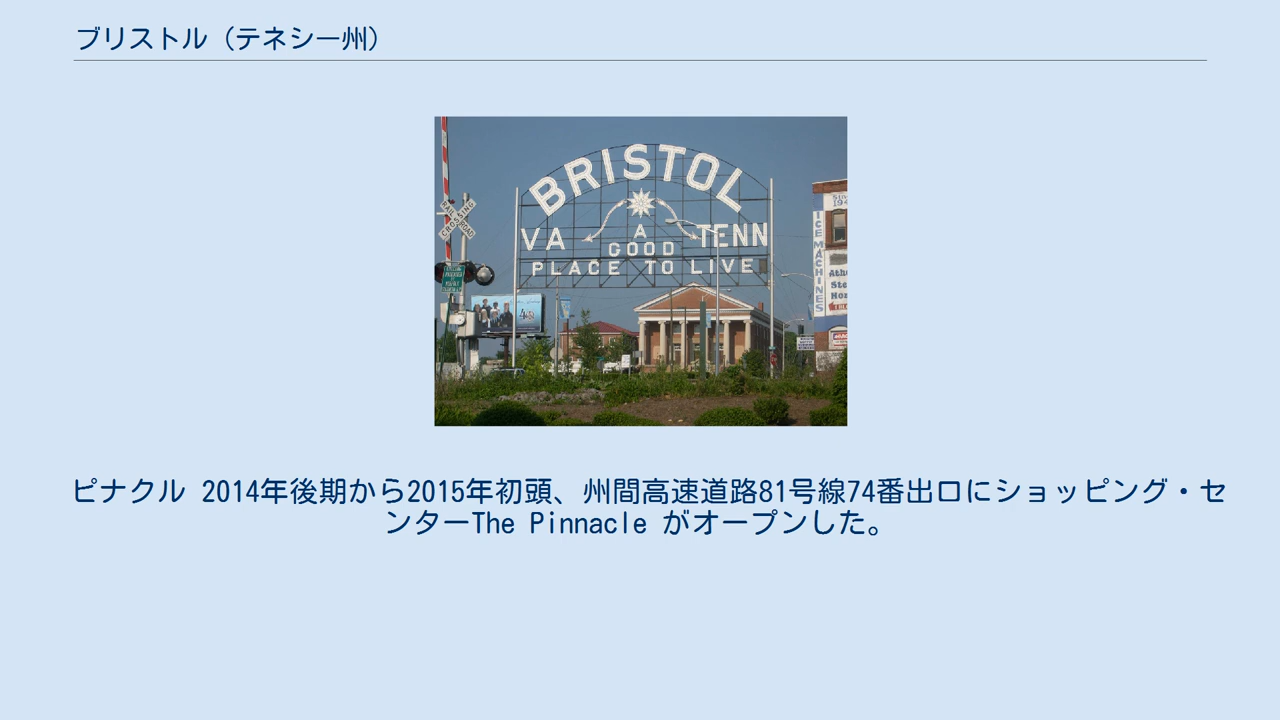 ブリストル（テネシー州）
BRISTOL
VA A TENN
GOOD
PLACE TO LIVE
RAIL ROAD
CROSSING
ICE MACHINES
ピナクル 2014年後期から2015年初頭、州間高速道路81号線74番出口にショッピング・セ
ンターThe Pinnacle がオープンした。